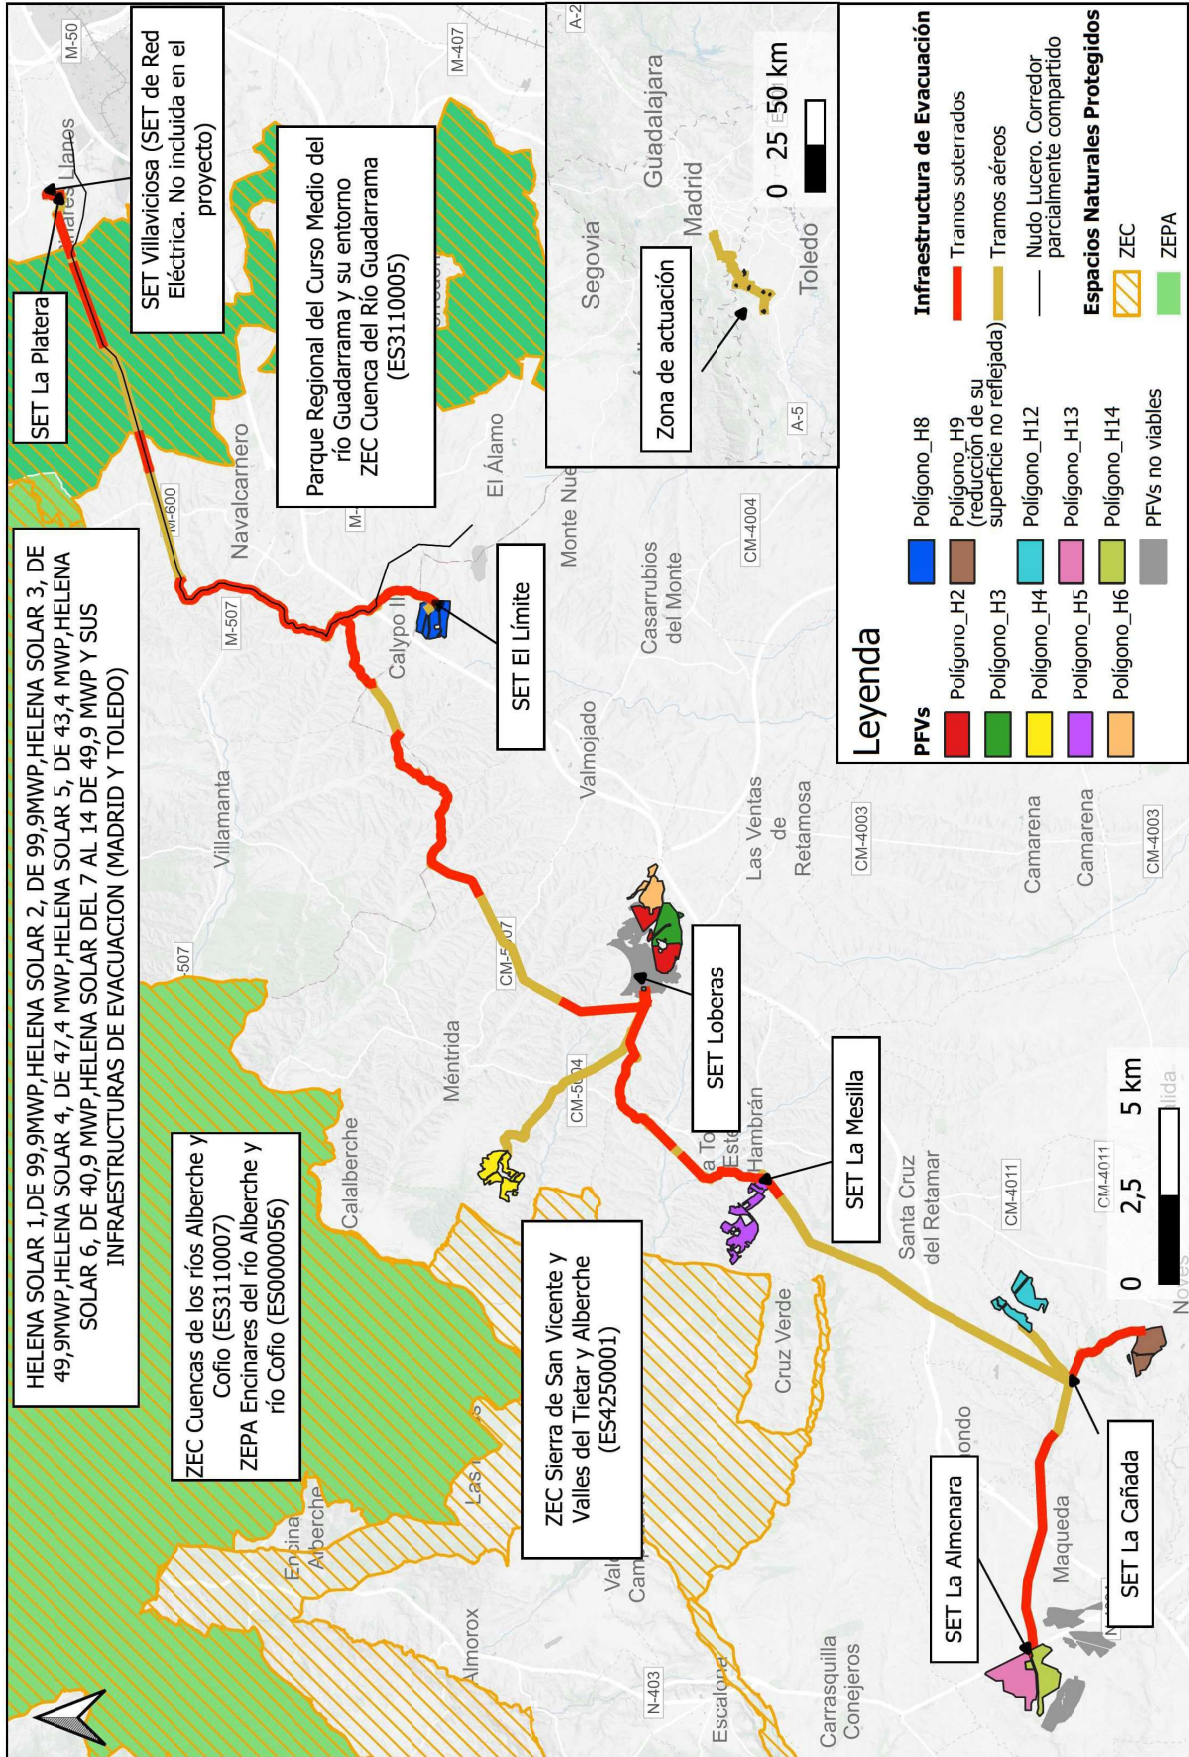 HELENA SOLAR 1,DE 99,9MWP,HELENA SOLAR 2, DE 99,9MWP,HELENA SOLAR 3, DE
49,9MWP,HELENA SOLAR 4, DE 47,4 MWP,HELENA SOLAR 5, DE 43,4 MWP,HELENA
SOLAR 6, DE 40,9 MWP,HELENA SOLAR DEL 7 AL 14 DE 49,9 MWP Y SUS
INFRAESTRUCTURAS DE EVACUACION (MADRID Y TOLEDO)
SET La Platera
SET Villaviciosa (SET de Red
Eléctrica. No incluida en el
proyecto)
M-50
Llanos
M-407
Parque Regional del Curso Medio del
río Guadarrama y su entorno
ZEC Cuenca del Río Guadarrama
(ES3110005)
ZEC Cuencas de los ríos Alberche y
Cofio (ES3110007)
ZEPA Encinares del río Alberche y
río Cofio (ES0000056)
ZEC Sierra de San Vicente y
Valles del Tietar y Alberche
(ES4250001)
M-600
Navalcarnero
M-507
Villamanta
-507
El Álamo
Calypo
SET El Límite
Monte Nue
Casarrubios
del Monte
CM-4004
Valmojado
Las Ventas
de
Retamosa
CM-4003
Camarena
Camarena
CM-4003
Méntrida
CM-5004
Calalberche
SET Loberas
Hambrán
SET La Mesilla
Santa Cruz
del Retamar
CM-4011
CM-4011
Cruz Verde
Encina
Alberche
Las
Almorox
N-403
Escalona
Carrasquilla
Conejeros
Maqueda
SET La Almenara
SET La Cañada
0 2,5 5 km
A-2
Segovia
Guadalajara
Madrid
Toledo
A-5
Zona de actuación
0 25 50 km
Leyenda
PFVs
Polígono_H2
Polígono_H3
Polígono_H4
Polígono_H5
Polígono_H6
Polígono_H8
Polígono_H9
(reducción de su
superficie no reflejada)
Polígono_H12
Polígono_H13
Polígono_H14
PFVs no viables
Infraestructura de Evacuación
Tramos soterrados
Tramos aéreos
Nudo Lucero. Corredor
parcialmente compartido
Espacios Naturales Protegidos
ZEC
ZEPA